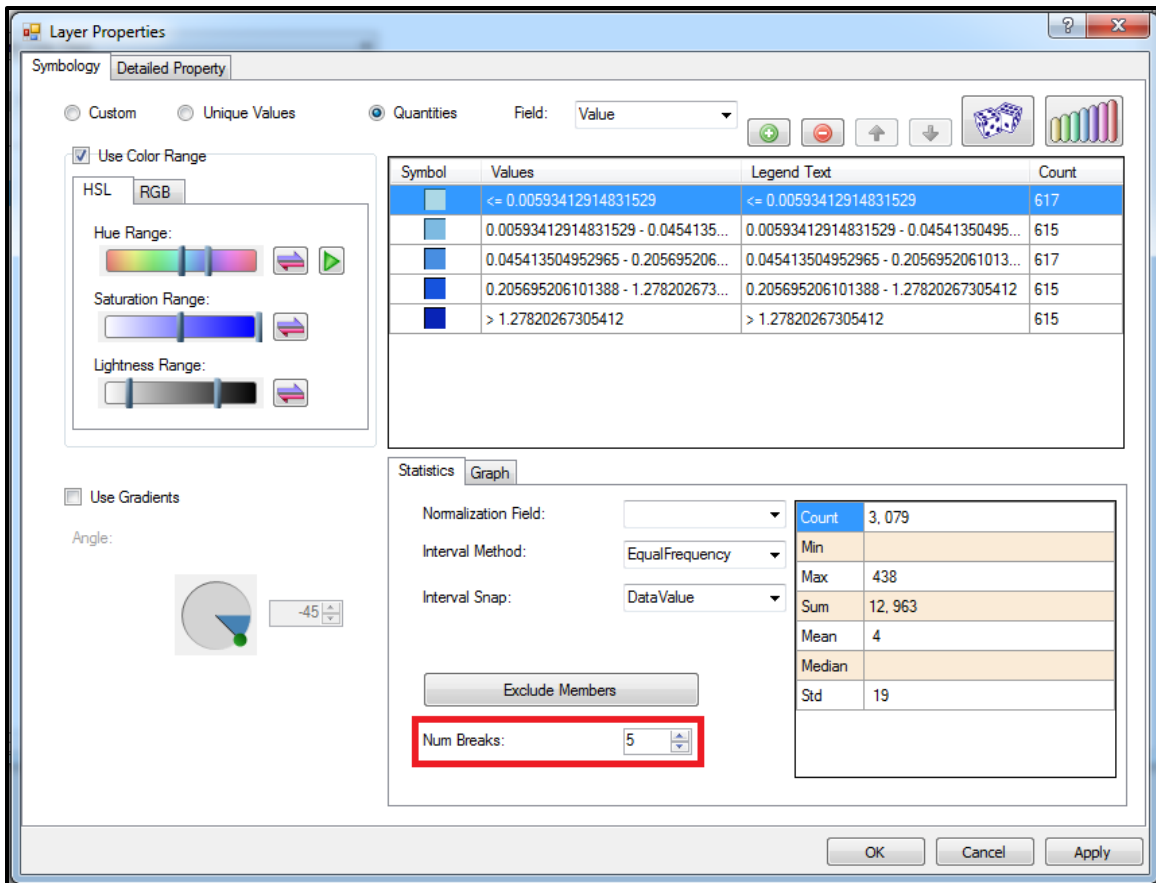 Layer Properties
Symbology Detailed Property
Custom Unique Values Quantities Field: Value
Use Color Range
HSL RGB
Hue Range:
Saturation Range:
Lightness Range:
Symbol Values Legend Text Count
<= 0.00593412914831529 <= 0.00593412914831529 617
0.00593412914831529 - 0.0454135... 0.00593412914831529 - 0.04541350495... 615
0.045413504952965 - 0.205695206... 0.045413504952965 - 0.2056952061013... 617
0.205695206101388 - 1.278202673... 0.205695206101388 - 1.27820267305412 615
> 1.27820267305412 > 1.27820267305412 615
Use Gradients
Angle:
-45
Statistics Graph
Normalization Field:
Interval Method: EqualFrequency
Interval Snap: DataValue
Exclude Members
Num Breaks: 5
Count 3, 079
Min
Max 438
Sum 12, 963
Mean 4
Median
Std 19
OK Cancel Apply